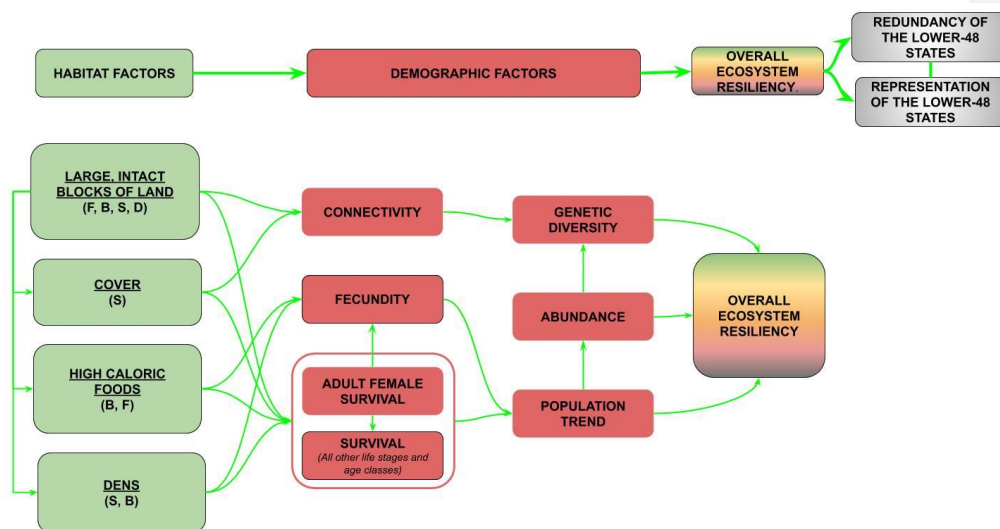 HABITAT FACTORS
DEMOGRAPHIC FACTORS
OVERALL
ECOSYSTEM
RESILIENCY.
REDUNDANCY OF
THE LOWER-48
STATES
REPRESENTATION
OF THE LOWER-48
STATES
LARGE, INTACT
BLOCKS OF LAND
(F, B, S, D)
COVER
(S)
HIGH CALORIC
FOODS
(B, F)
DENS
(S, B)
CONNECTIVITY
FECUNDITY
ADULT FEMALE
SURVIVAL
SURVIVAL
(All other life stages and
age classes)
GENETIC
DIVERSITY
ABUNDANCE
POPULATION
TREND
OVERALL
ECOSYSTEM
RESILIENCY